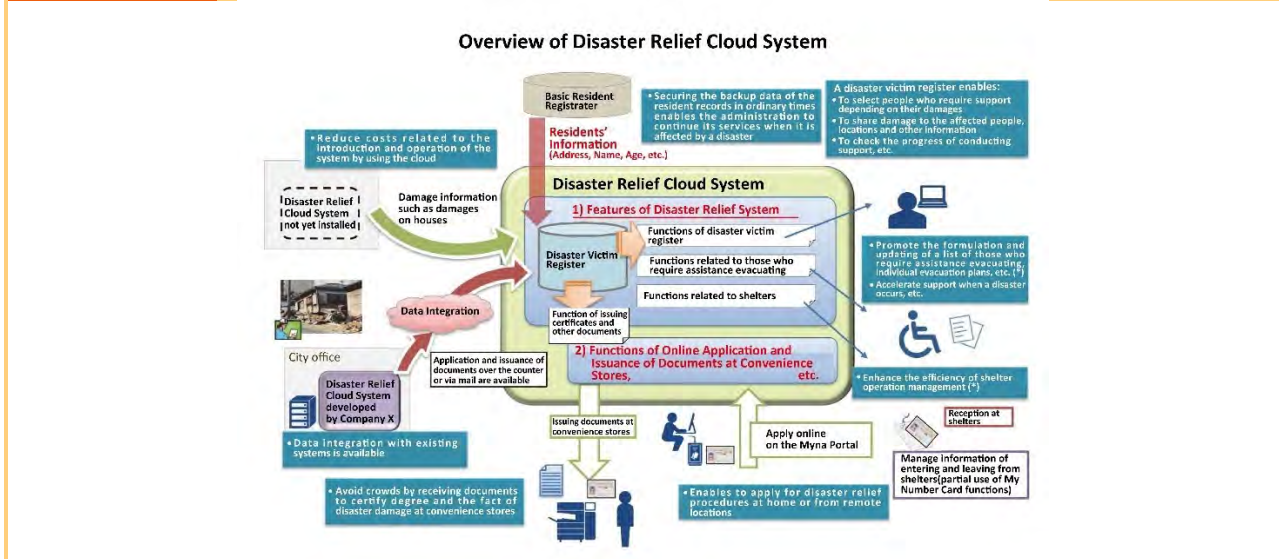 Overview of Disaster Relief Cloud System
Basic Resident
Registrater
Residents'
Information
(Address, Name, Age, etc.)
• Securing the backup data of the
resident records in ordinary times
enables the administration to
continue its services when it is
affected by a disaster
A disaster victim register enables:
• To select people who require support
depending on their damages
• To share damage to the affected people,
locations and other information
• To check the progress of conducting
support, etc.
• Reduce costs related to the
introduction and operation of the
system by using the cloud
Disaster Relief
Cloud System
not yet installed
Damage information
such as damages
on houses
Disaster Relief Cloud System
1) Features of Disaster Relief System
Disaster Victim
Register
Functions of disaster victim
register
Functions related to those who
require assistance evacuating
Functions related to shelters
Function of issuing
certificates and
other documents
2) Functions of Online Application and
Issuance of Documents at Convenience
Stores, etc.
• Promote the formulation and
updating of a list of those who
require assistance evacuating,
individual evacuation plans, etc. (*)
• Accelerate support when a disaster
occurs, etc.
• Enhance the efficiency of shelter
operation management (*)
Data Integration
City office
Disaster Relief
Cloud System
developed
by Company X
Application and issuance of
documents over the counter
or via mail are available
• Data integration with existing
systems is available
Issuing documents at
convenience stores
• Avoid crowds by receiving documents
to certify degree and the fact of
disaster damage at convenience stores
Apply online
on the Myna Portal
• Enables to apply for disaster relief
procedures at home or from remote
locations
Reception at
shelters
Manage information of
entering and leaving from
shelters(partial use of My
Number Card functions)